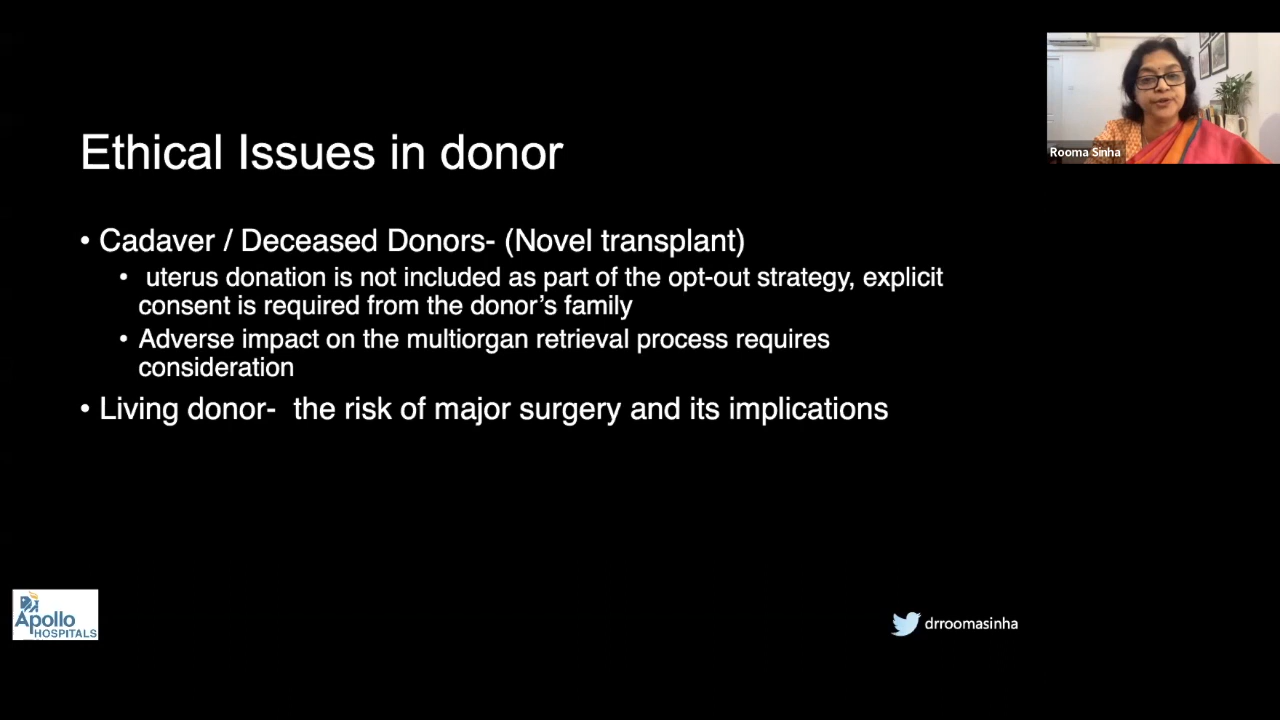 Rooma Sinha
Ethical Issues in donor
• Cadaver / Deceased Donors- (Novel transplant)
• uterus donation is not included as part of the opt-out strategy, explicit
consent is required from the donor’s family
• Adverse impact on the multiorgan retrieval process requires
consideration
• Living donor- the risk of major surgery and its implications
Apollo
HOSPITALS
drroomasinha